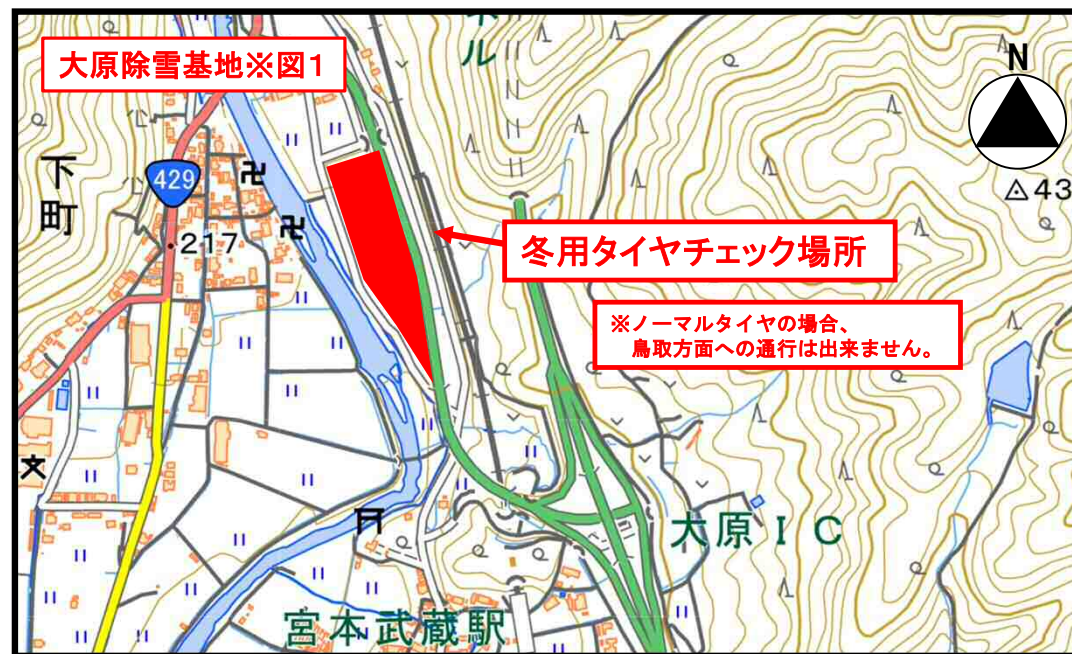 大原除雪基地※図1
ネル
N
下町
429
217
43
冬用タイヤチェック場所
※ノーマルタイヤの場合、
鳥取方面への通行は出来ません。
大原IC
宮本武蔵駅